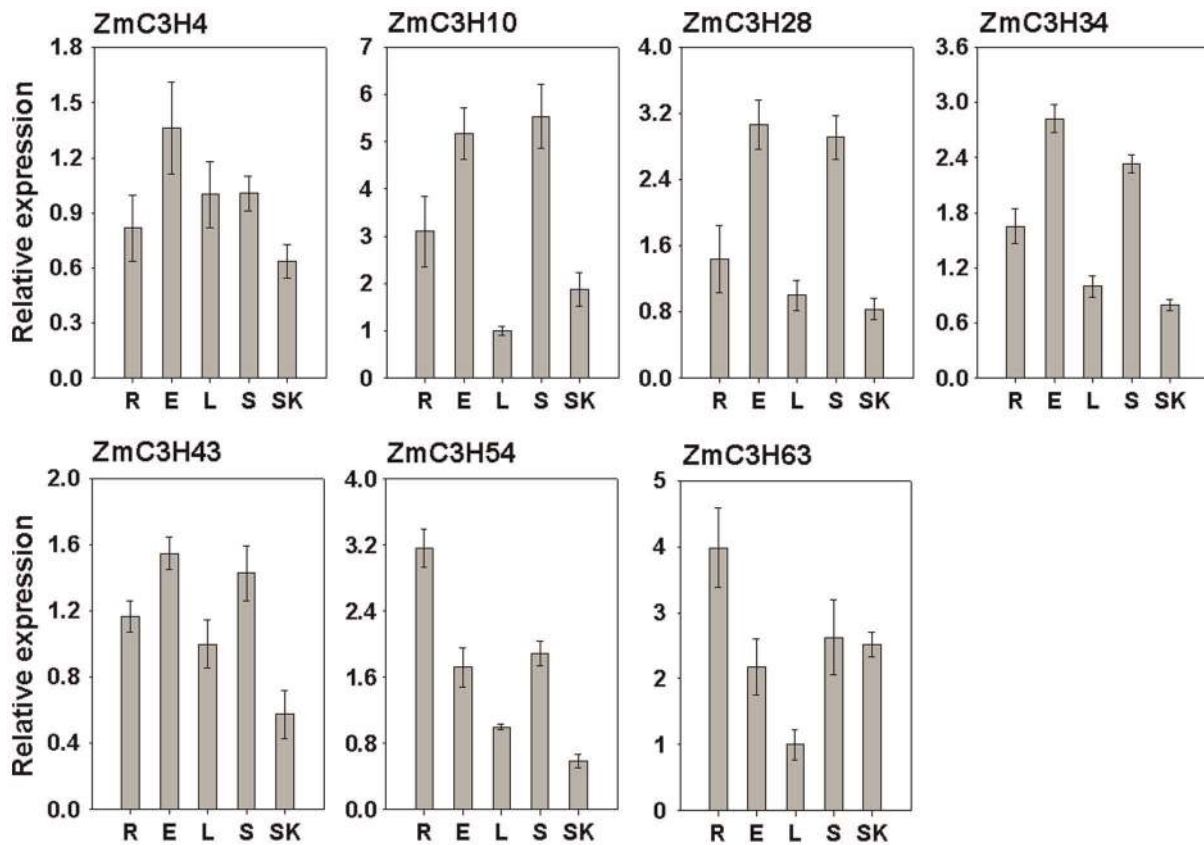 ZmC3H4
Relative expression
1.8
1.5
1.2
0.9
0.6
0.3
0.0
R E L S SK
ZmC3H10
7
6
5
4
3
2
1
0
R E L S SK
ZmC3H28
4.0
3.2
2.4
1.6
0.8
0.0
R E L S SK
ZmC3H34
3.6
3.0
2.4
1.8
1.2
0.6
0.0
R E L S SK
ZmC3H43
Relative expression
2.0
1.6
1.2
0.8
0.4
0.0
R E L S SK
ZmC3H54
4.0
3.2
2.4
1.6
0.8
0.0
R E L S SK
ZmC3H63
5
4
3
2
1
0
R E L S SK